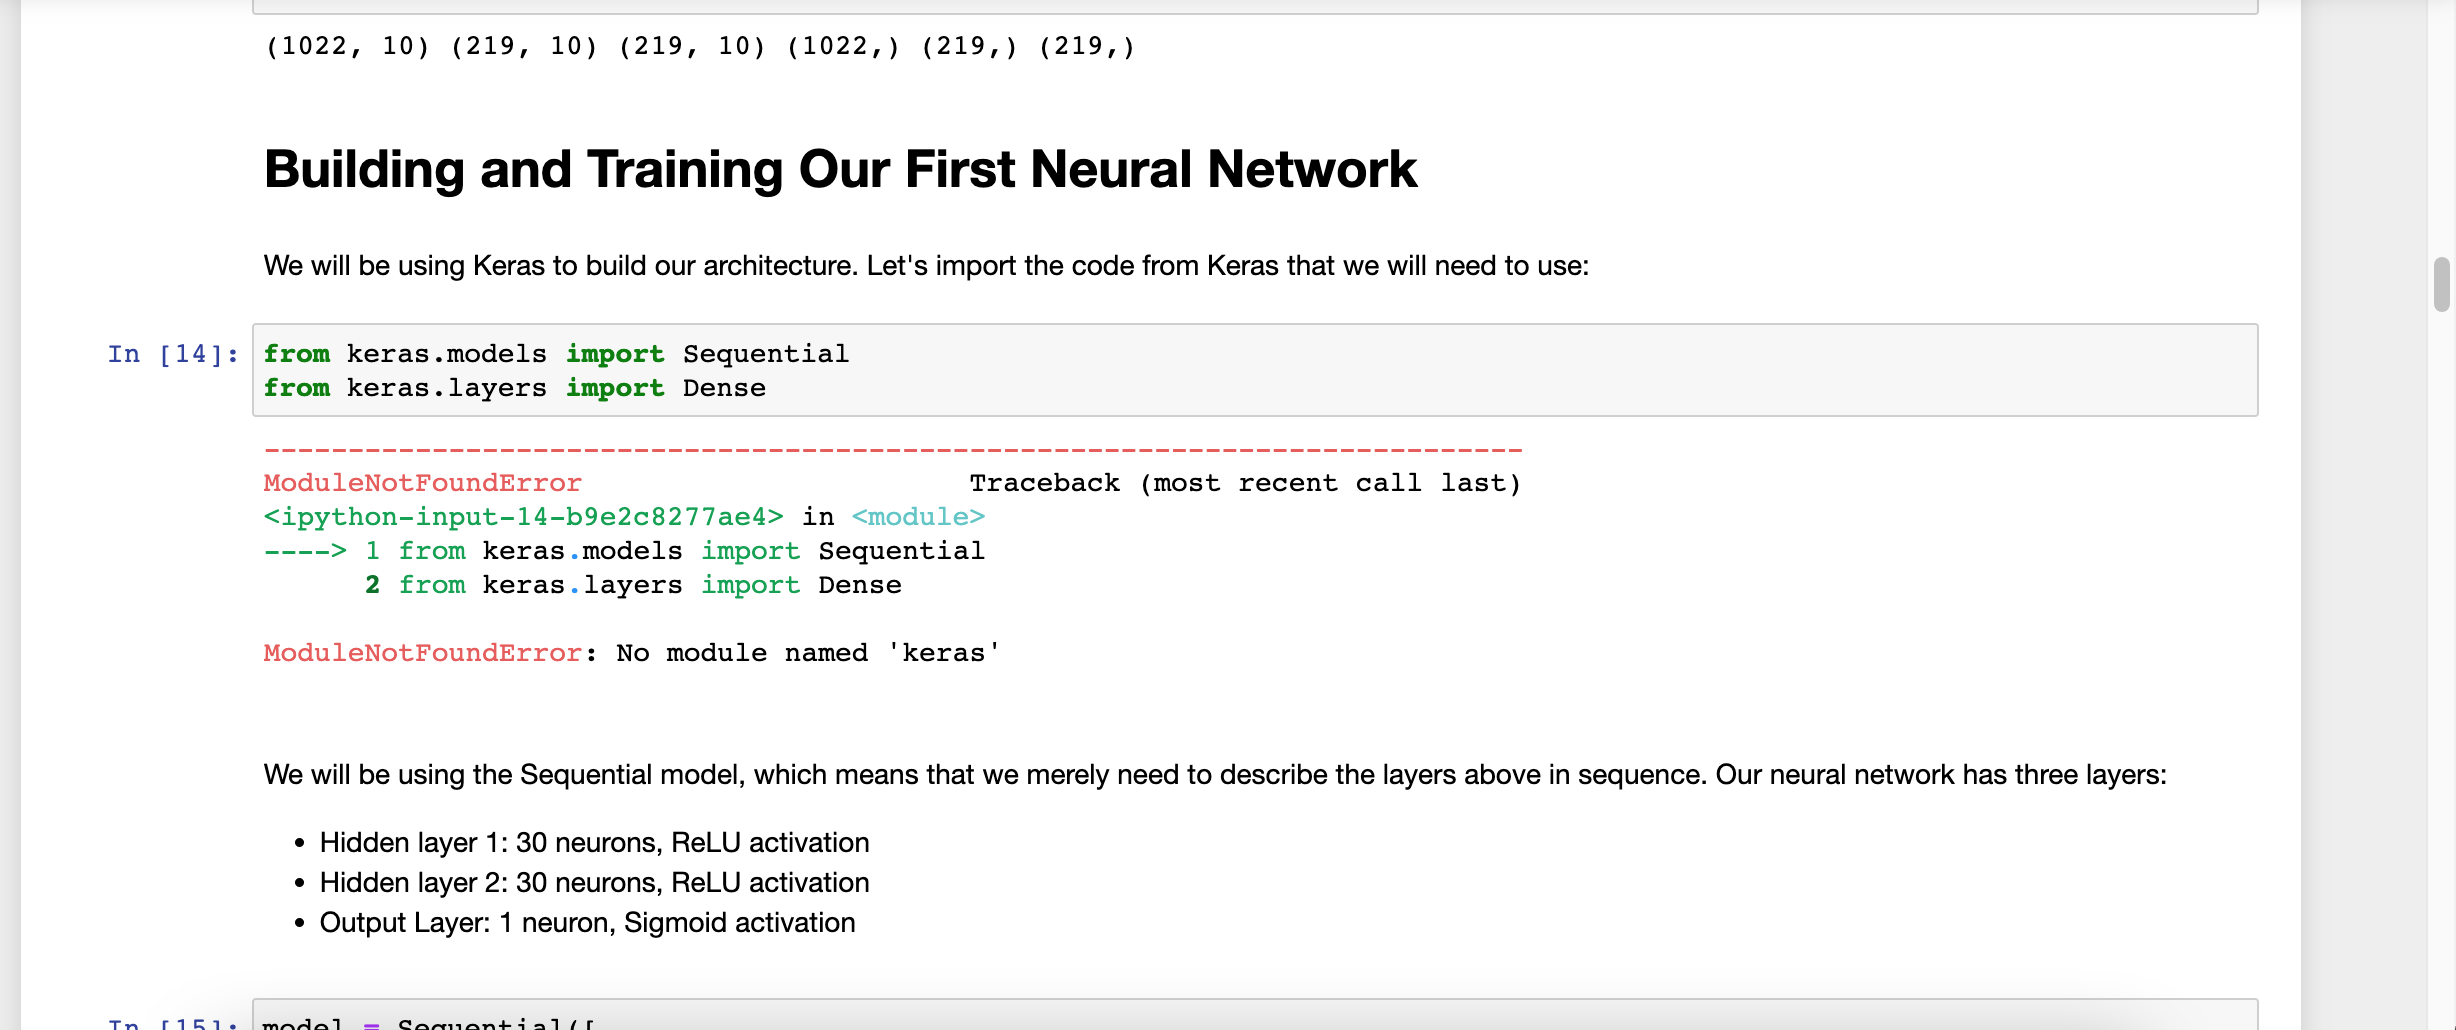 (1022, 10) (219, 10) (219, 10) (1022,) (219,) (219,)
Building and Training Our First Neural Network
We will be using Keras to build our architecture. Let's import the code from Keras that we will need to use:
In [14]: from keras.models import Sequential
from keras.layers import Dense
---------------------------------------------------------------------------
ModuleNotFoundError                       Traceback (most recent call last)
<ipython-input-14-b9e2c8277ae4> in <module>
----> 1 from keras.models import Sequential
      2 from keras.layers import Dense
ModuleNotFoundError: No module named 'keras'
We will be using the Sequential model, which means that we merely need to describe the layers above in sequence. Our neural network has three layers:
• Hidden layer 1: 30 neurons, ReLU activation
• Hidden layer 2: 30 neurons, ReLU activation
• Output Layer: 1 neuron, Sigmoid activation
In [15]: model = Sequential([